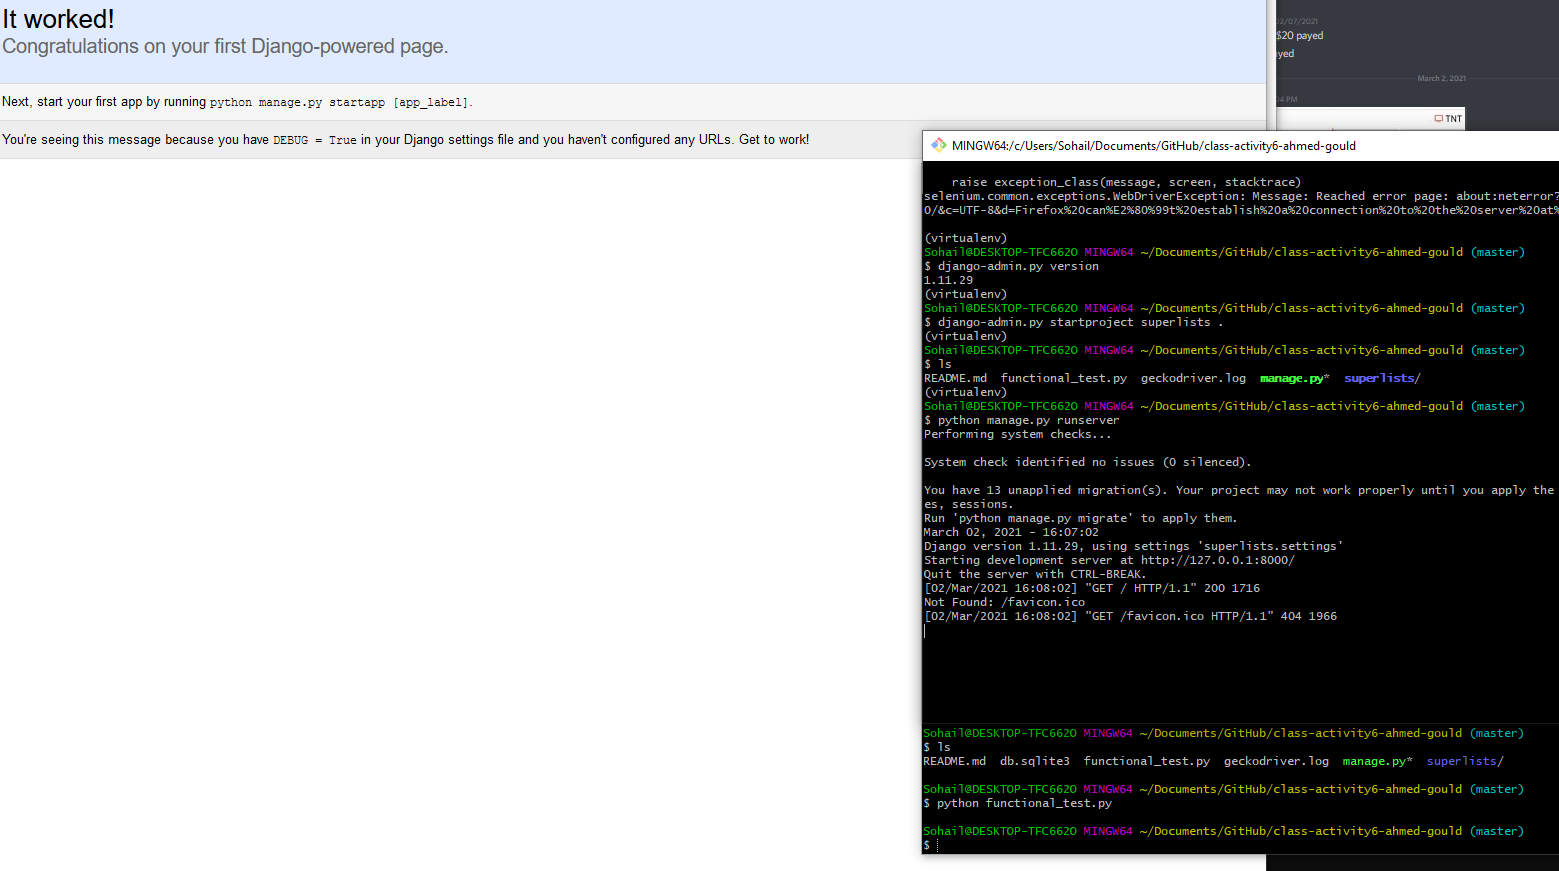 It worked!
Congratulations on your first Django-powered page.
Next, start your first app by running python manage.py startapp [app_label].
You're seeing this message because you have DEBUG = True in your Django settings file and you haven't configured any URLs. Get to work!
02/07/2021
$20 payed
yed
March 2, 2021
04 PM
TNT
MINGW64:/c/Users/Sohail/Documents/GitHub/class-activity6-ahmed-gould
raise exception_class(message, screen, stacktrace)
selenium.common.exceptions.WebDriverException: Message: Reached error page: about:neterror?
0/&c=UTF-8&d=Firefox%20can%E2%80%99t%20establish%20a%20connection%20to%20the%20server%20at%
(virtualenv)
Sohail@DESKTOP-TFC662O MINGW64 ~/Documents/GitHub/class-activity6-ahmed-gould (master)
$ django-admin.py version
1.11.29
(virtualenv)
Sohail@DESKTOP-TFC662O MINGW64 ~/Documents/GitHub/class-activity6-ahmed-gould (master)
$ django-admin.py startproject superlists .
(virtualenv)
Sohail@DESKTOP-TFC662O MINGW64 ~/Documents/GitHub/class-activity6-ahmed-gould (master)
$ ls
README.md  functional_test.py  geckodriver.log  manage.py*  superlists/
(virtualenv)
Sohail@DESKTOP-TFC662O MINGW64 ~/Documents/GitHub/class-activity6-ahmed-gould (master)
$ python manage.py runserver
Performing system checks...
System check identified no issues (0 silenced).
You have 13 unapplied migration(s). Your project may not work properly until you apply the
es, sessions.
Run 'python manage.py migrate' to apply them.
March 02, 2021 - 16:07:02
Django version 1.11.29, using settings 'superlists.settings'
Starting development server at http://127.0.0.1:8000/
Quit the server with CTRL-BREAK.
[02/Mar/2021 16:08:02] "GET / HTTP/1.1" 200 1716
Not Found: /favicon.ico
[02/Mar/2021 16:08:02] "GET /favicon.ico HTTP/1.1" 404 1966
Sohail@DESKTOP-TFC662O MINGW64 ~/Documents/GitHub/class-activity6-ahmed-gould (master)
$ ls
README.md  db.sqlite3  functional_test.py  geckodriver.log  manage.py*  superlists/
Sohail@DESKTOP-TFC662O MINGW64 ~/Documents/GitHub/class-activity6-ahmed-gould (master)
$ python functional_test.py
Sohail@DESKTOP-TFC662O MINGW64 ~/Documents/GitHub/class-activity6-ahmed-gould (master)
$